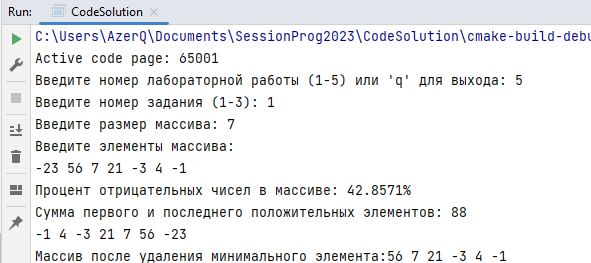 Run: CodeSolution
C:\Users\AzerQ\Documents\SessionProg2023\CodeSolution\cmake-build-deb
Active code page: 65001
Введите номер лабораторной работы (1-5) или 'q' для выхода: 5
Введите номер задания (1-3): 1
Введите размер массива: 7
Введите элементы массива:
-23 56 7 21 -3 4 -1
Процент отрицательных чисел в массиве: 42.8571%
Сумма первого и последнего положительных элементов: 88
-1 4 -3 21 7 56 -23
Массив после удаления минимального элемента:56 7 21 -3 4 -1